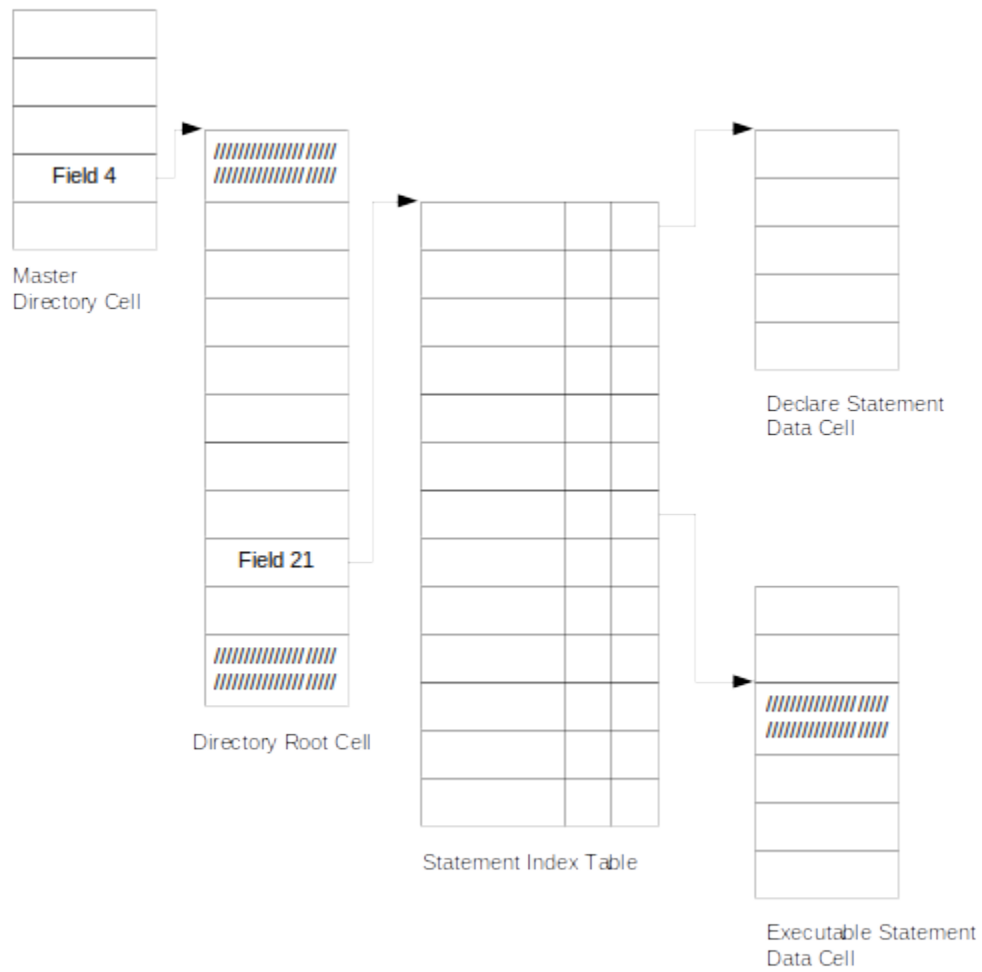 Field 4
Master
Directory Cell
//////////////////////
//////////////////////
Field 21
//////////////////////
//////////////////////
Directory Root Cell
Statement Index Table
Declare Statement
Data Cell
//////////////////////
//////////////////////
Executable Statement
Data Cell